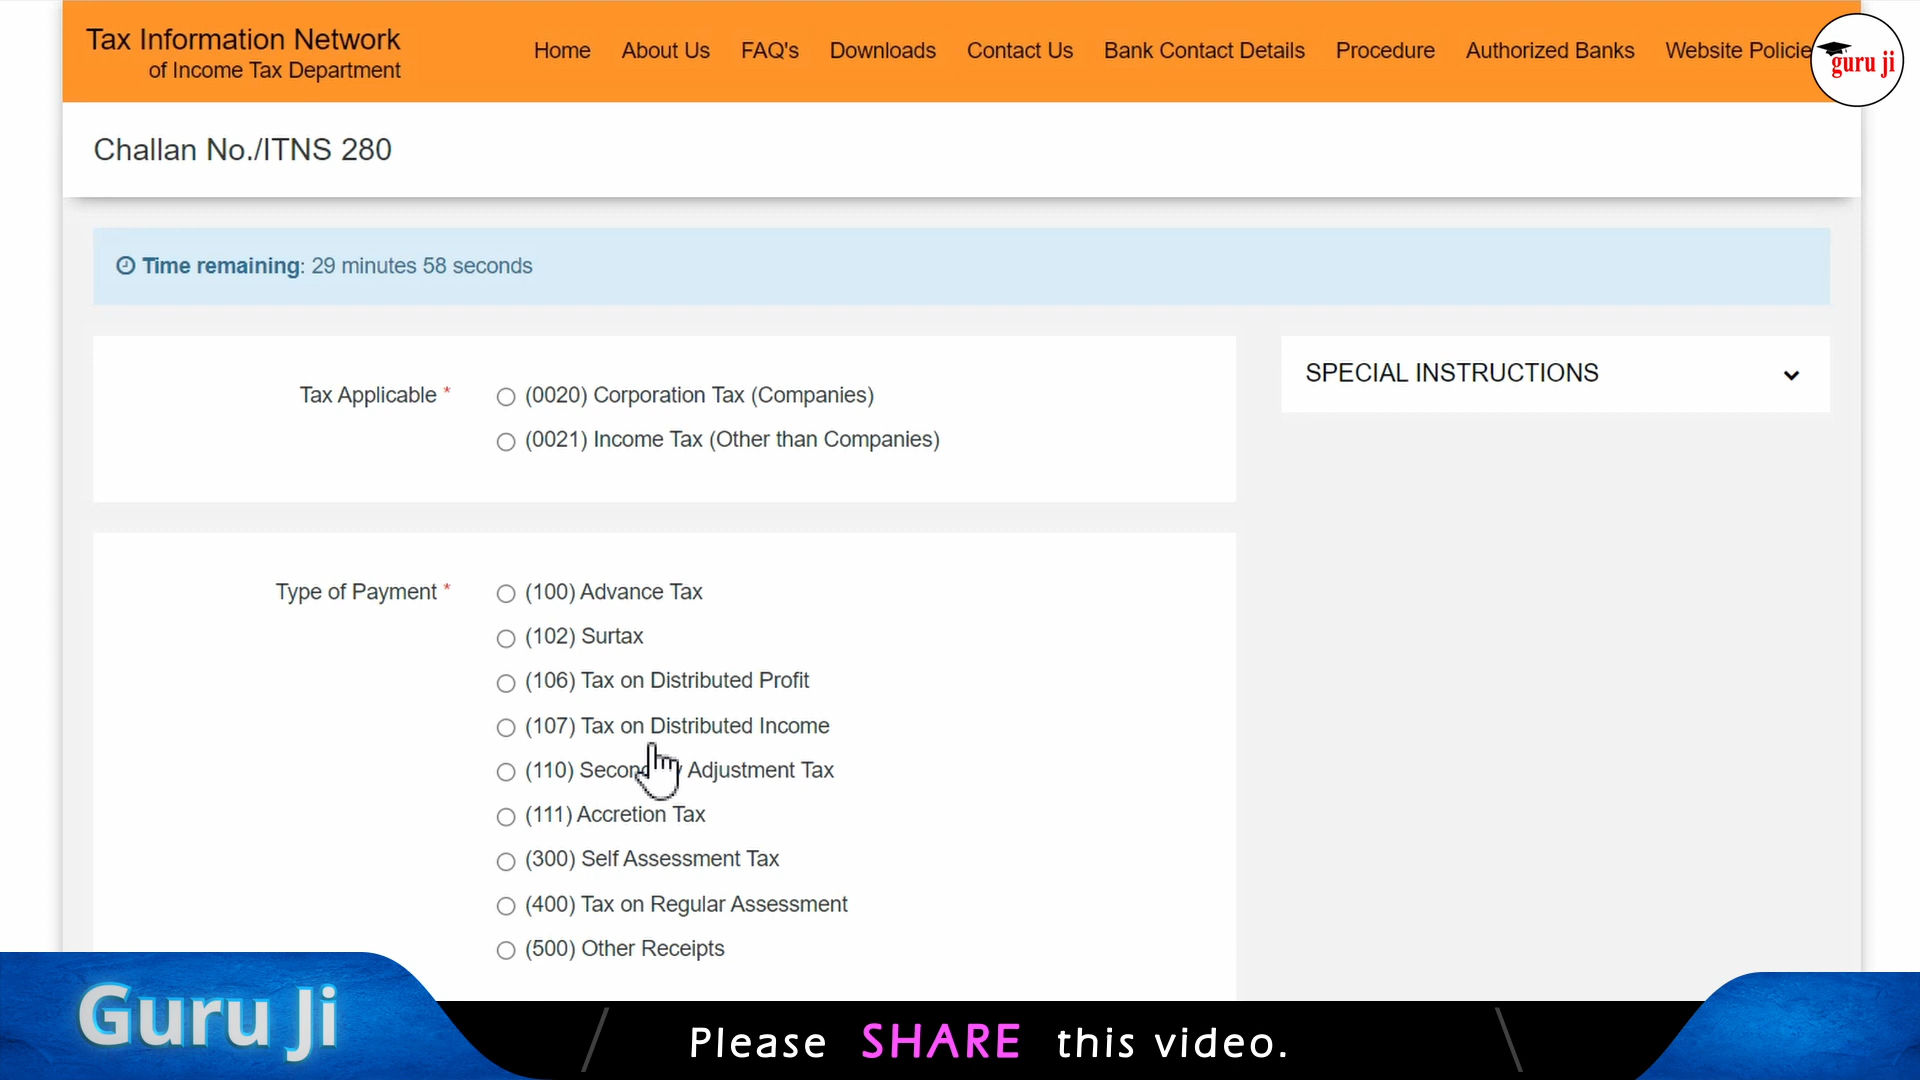 Tax Information Network
of Income Tax Department
Home About Us FAQ's Downloads Contact Us Bank Contact Details Procedure Authorized Banks Website Policie
guru ji
Challan No./ITNS 280
Time remaining: 29 minutes 58 seconds
Tax Applicable *
(0020) Corporation Tax (Companies)
(0021) Income Tax (Other than Companies)
SPECIAL INSTRUCTIONS
Type of Payment *
(100) Advance Tax
(102) Surtax
(106) Tax on Distributed Profit
(107) Tax on Distributed Income
(110) Adjustment Tax
(111) Accretion Tax
(300) Self Assessment Tax
(400) Tax on Regular Assessment
(500) Other Receipts
Guru Ji
Please SHARE this video.